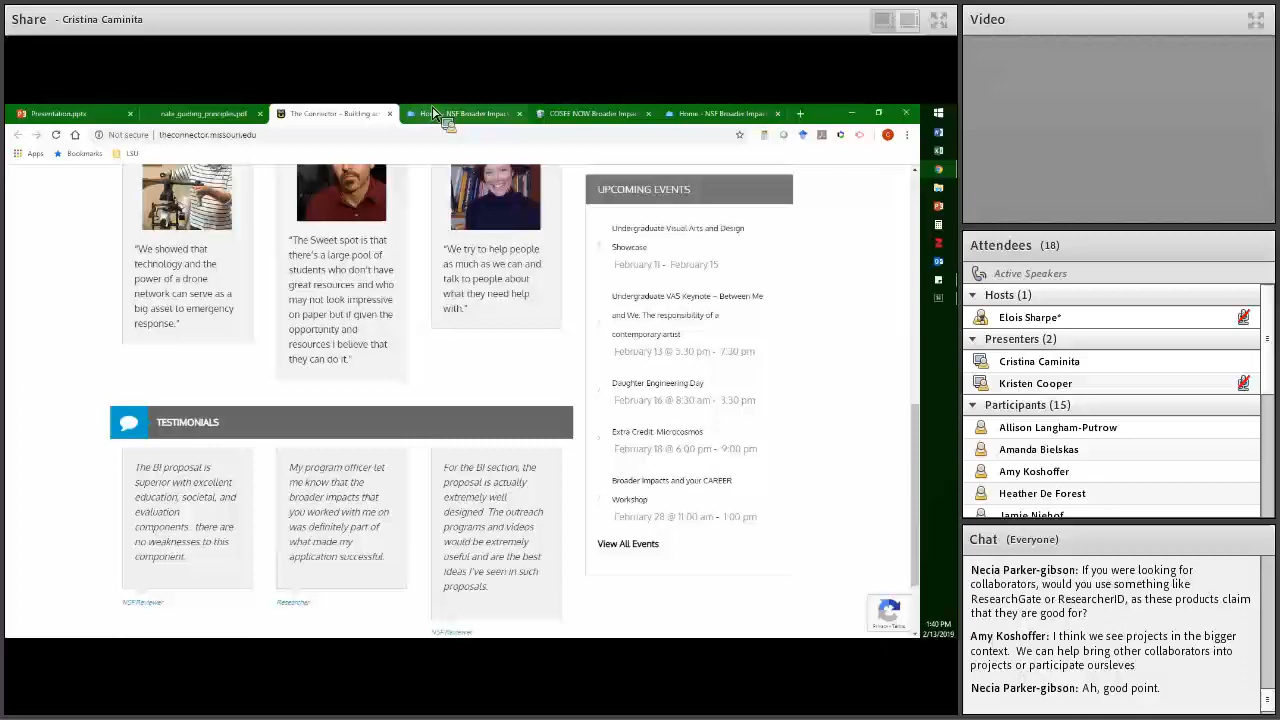 Share - Cristina Caminita
Video
Presentation.pptx
nabi_guiding_principles.pdf
The Connector – Building a
Home - NSF Broader Impac
COSEE NOW Broader Impac
Home - NSF Broader Impac
Not secure | theconnector.missouri.edu
Apps
Bookmarks
LSU
"We showed that
technology and the
power of a drone
network can serve as a
big asset to emergency
response."
"The Sweet spot is that
there's a large pool of
students who don't have
great resources and who
may not look impressive
on paper but if given the
opportunity and
resources I believe that
they can do it."
"We try to help people
as much as we can and
talk to people about
what they need help
with."
UPCOMING EVENTS
Undergraduate Visual Arts and Design
Showcase
February 11 - February 15
Undergraduate VAS Keynote – Between Me
and We: The responsibility of a
contemporary artist
February 13 @ 5:30 pm - 7:30 pm
Daughter Engineering Day
February 16 @ 8:30 am - 3:30 pm
Extra Credit: Microcosmos
February 18 @ 6:00 pm - 9:00 pm
Broader Impacts and your CAREER
Workshop
February 28 @ 11:00 am - 1:00 pm
View All Events
TESTIMONIALS
The BI proposal is
superior with excellent
education, societal, and
evaluation
components... there are
no weaknesses to this
component.
NSF Reviewer
My program officer let
me know that the
broader impacts that
you worked with me on
was definitely part of
what made my
application successful.
Researcher
For the BI section, the
proposal is actually
extremely well
designed. The outreach
programs and videos
would be extremely
useful and are the best
ideas I've seen in such
proposals.
NSF Reviewer
Privacy - Terms
1:40 PM
2/13/2019
Attendees (18)
Active Speakers
Hosts (1)
Elois Sharpe*
Presenters (2)
Cristina Caminita
Kristen Cooper
Participants (15)
Allison Langham-Putrow
Amanda Bielskas
Amy Koshoffer
Heather De Forest
Jamie Niehof
Chat (Everyone)
Necia Parker-gibson: If you were looking for
collaborators, would you use something like
ResearchGate or ResearcherID, as these products claim
that they are good for?
Amy Koshoffer: I think we see projects in the bigger
context. We can help bring other collaborators into
projects or participate oursleves
Necia Parker-gibson: Ah, good point.